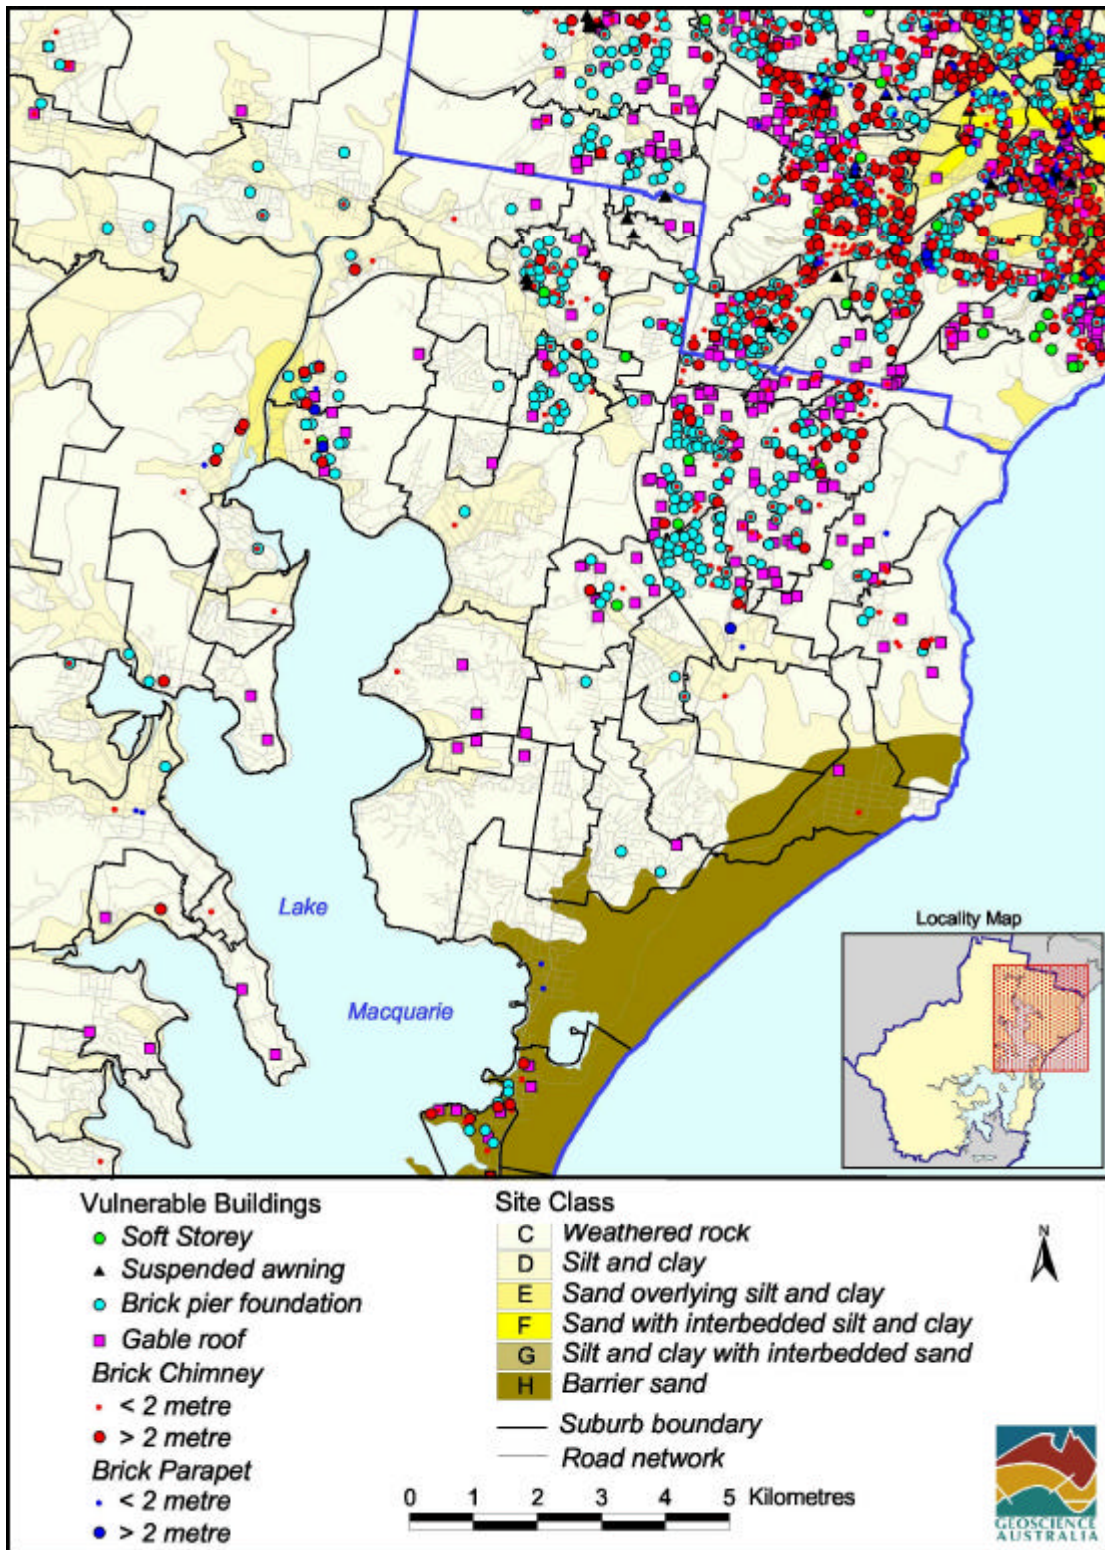 Lake
Macquarie
Locality Map
Vulnerable Buildings
Soft Storey
Suspended awning
Brick pier foundation
Gable roof
Brick Chimney
< 2 metre
> 2 metre
Brick Parapet
< 2 metre
> 2 metre
Site Class
C Weathered rock
D Silt and clay
E Sand overlying silt and clay
F Sand with interbedded silt and clay
G Silt and clay with interbedded sand
H Barrier sand
Suburb boundary
Road network
0 1 2 3 4 5 Kilometres
N
GEOSCIENCE
AUSTRALIA